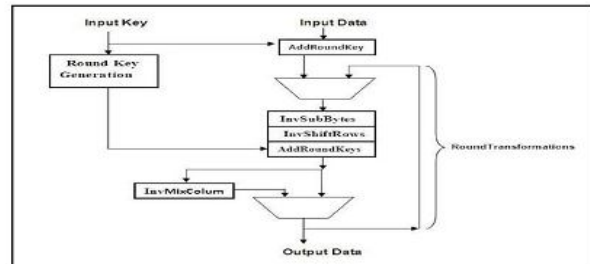 Input Key
Input Data
AddRoundKey
Round Key
Generation
InvSubBytes
InvShiftRows
AddRoundKeys
RoundTransformations
InvMixColum
Output Data